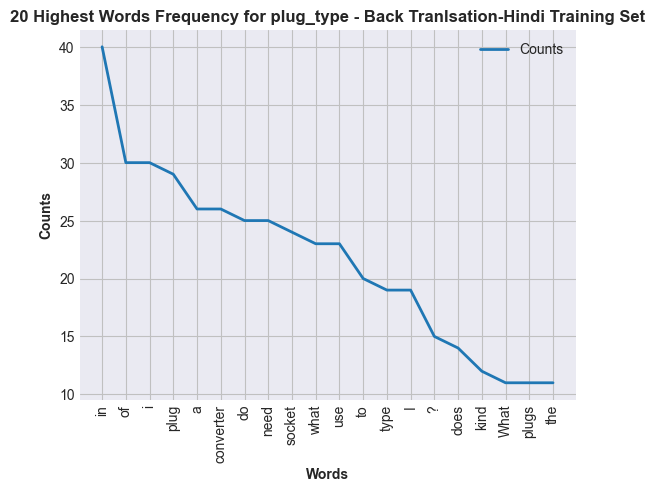 20 Highest Words Frequency for plug_type - Back Tranlsation-Hindi Training Set
Counts
40
35
30
25
20
15
10
Counts
in
of
i
plug
a
converter
do
need
socket
what
use
to
type
I
?
does
kind
What
plugs
the
Words